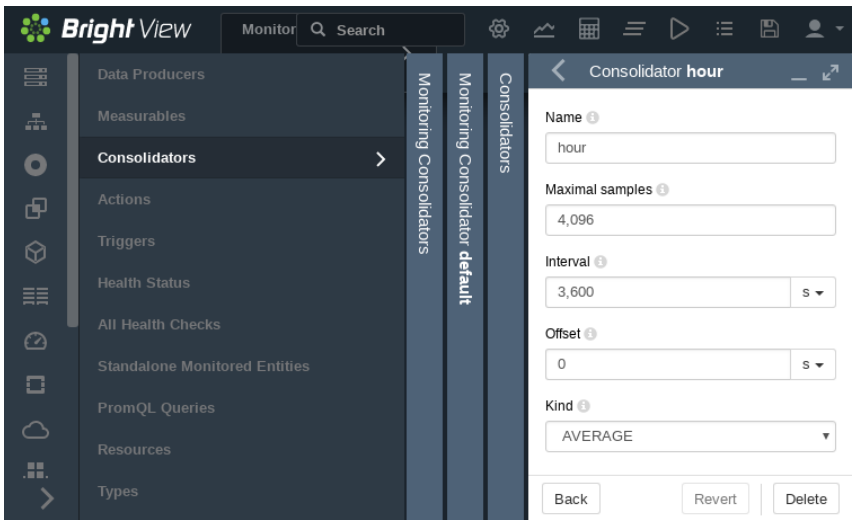 Bright View
Monitor
Search
Data Producers
Measurables
Consolidators
Actions
Triggers
Health Status
All Health Checks
Standalone Monitored Entities
PromQL Queries
Resources
Types
Monitoring Consolidators
Monitoring Consolidator default
Consolidators
Consolidator hour
Name
hour
Maximal samples
4,096
Interval
3,600 s
Offset
0 s
Kind
AVERAGE
Back Revert Delete